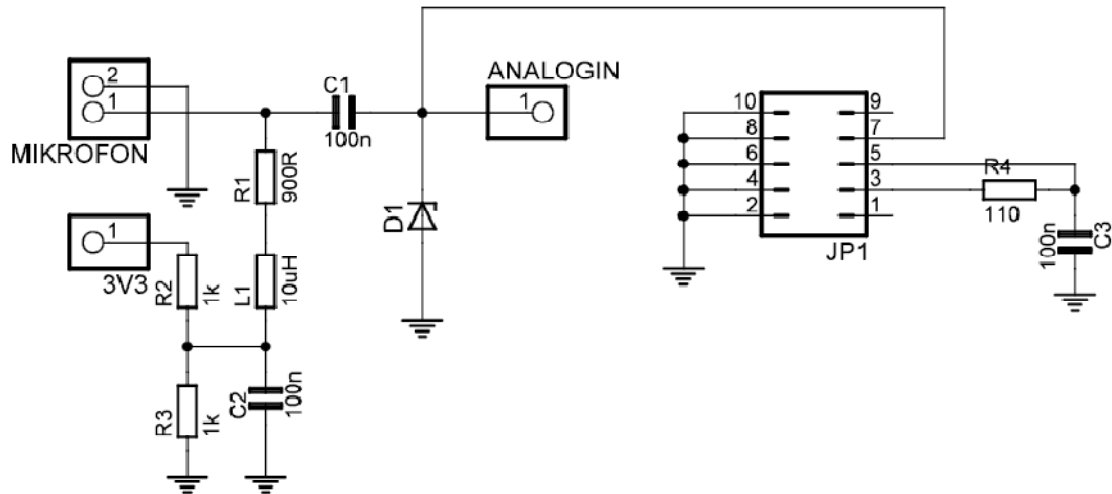 2
1
MIKROFON
C1
100n
ANALOGIN
1
R1
900R
1
3V3
R2
1k
L1
10uH
D1
R3
1k
C2
100n
10
9
8
7
6
5
4
3
2
1
JP1
R4
110
C3
100n